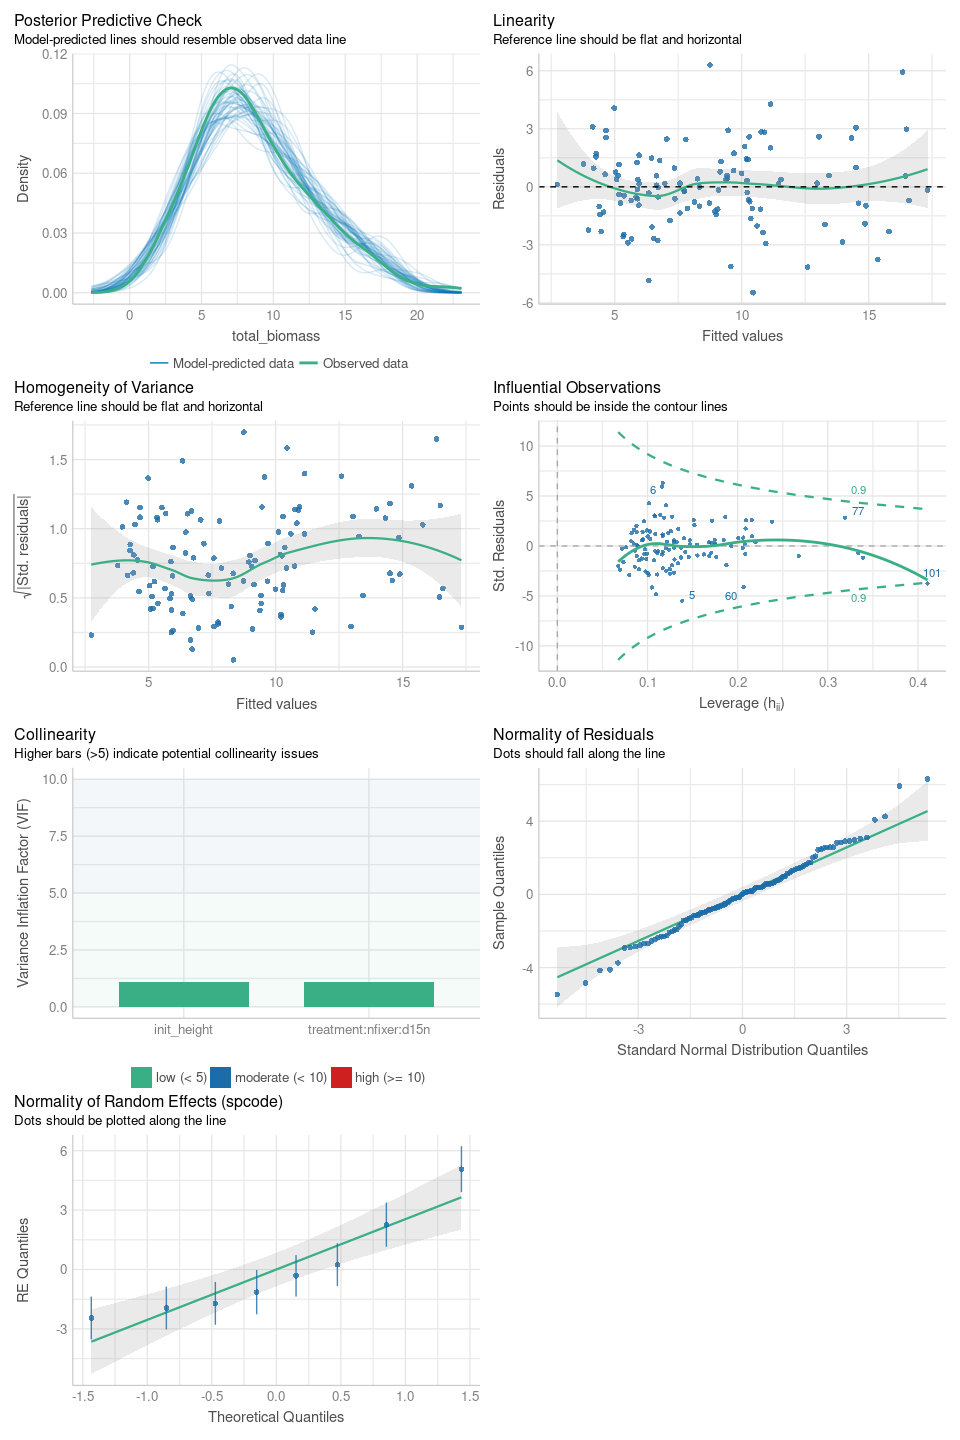 Posterior Predictive Check
Model-predicted lines should resemble observed data line
0.12
0.09
0.06
0.03
0.00
Density
0
5
10
15
20
total_biomass
Model-predicted data
Observed data
Linearity
Reference line should be flat and horizontal
6
3
0
-3
-6
Residuals
5
10
15
Fitted values
Homogeneity of Variance
Reference line should be flat and horizontal
1.5
1.0
0.5
0.0
√|Std. residuals|
5
10
15
Fitted values
Influential Observations
Points should be inside the contour lines
10
5
0
-5
-10
Std. Residuals
6
0.9
77
101
5
60
0.9
0.0
0.1
0.2
0.3
0.4
Leverage (hii)
Collinearity
Higher bars (>5) indicate potential collinearity issues
10.0
7.5
5.0
2.5
0.0
Variance Inflation Factor (VIF)
init_height
treatment:nfixer:d15n
low (< 5)
moderate (< 10)
high (>= 10)
Normality of Residuals
Dots should fall along the line
4
0
-4
Sample Quantiles
-3
0
3
Standard Normal Distribution Quantiles
Normality of Random Effects (spcode)
Dots should be plotted along the line
6
3
0
-3
RE Quantiles
-1.5
-1.0
-0.5
0.0
0.5
1.0
1.5
Theoretical Quantiles